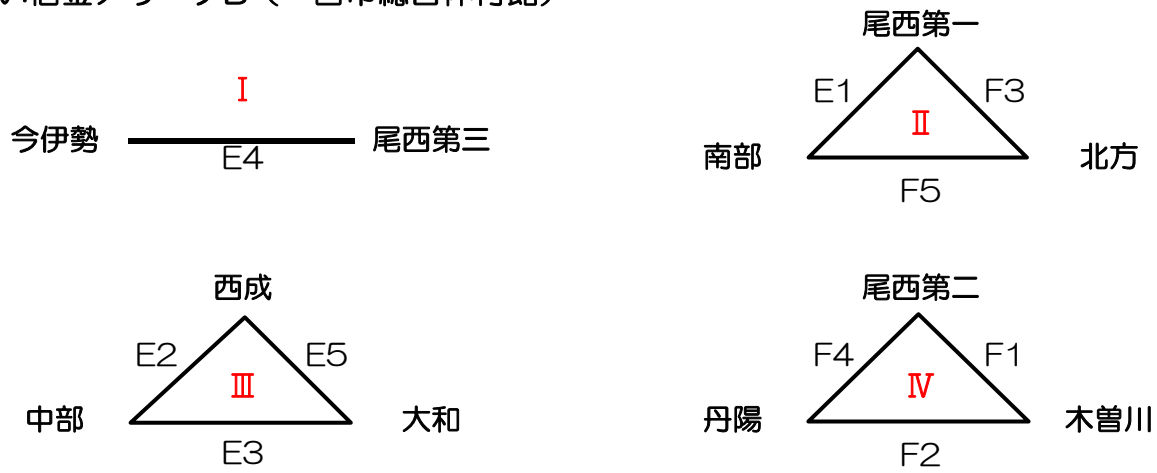 尾西第一
Ⅰ
E1
Ⅱ
F3
今伊勢
尾西第三
E4
南部
北方
F5
西成
尾西第二
E2
Ⅲ
E5
F4
Ⅳ
F1
中部
大和
丹陽
木曽川
E3
F2